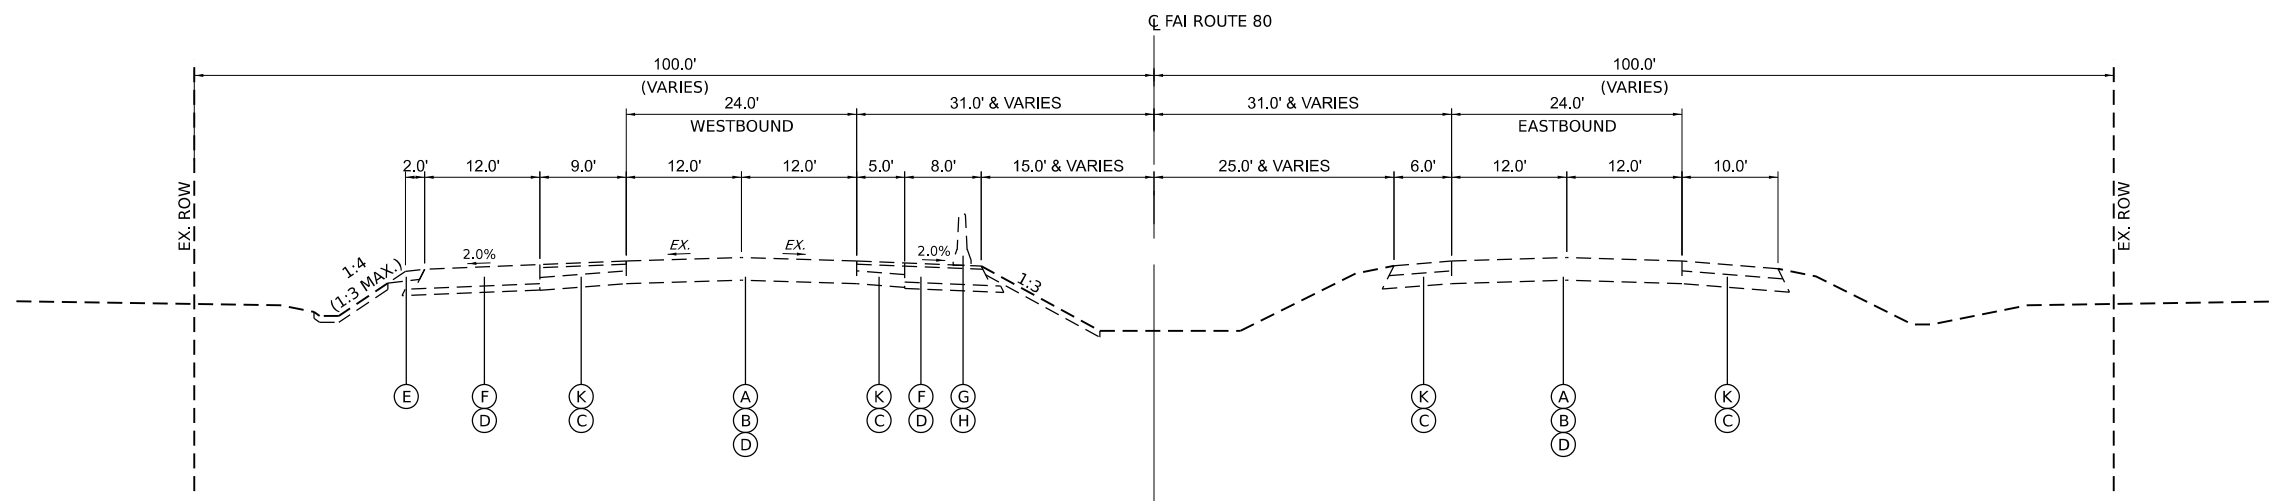 ℄ FAI ROUTE 80
100.0' 100.0'
(VARIES) (VARIES)
24.0' 31.0' & VARIES 31.0' & VARIES 24.0'
WESTBOUND EASTBOUND
2.0' 12.0' 9.0' 12.0' 12.0' 5.0' 8.0' 15.0' & VARIES 25.0' & VARIES 6.0' 12.0' 12.0' 10.0'
EX. ROW
EX. ROW
1:4
(1:3 MAX.)
2.0% EX. EX. 2.0%
1:3
E F K A K F G K A K
D C B C D H C B C
D D